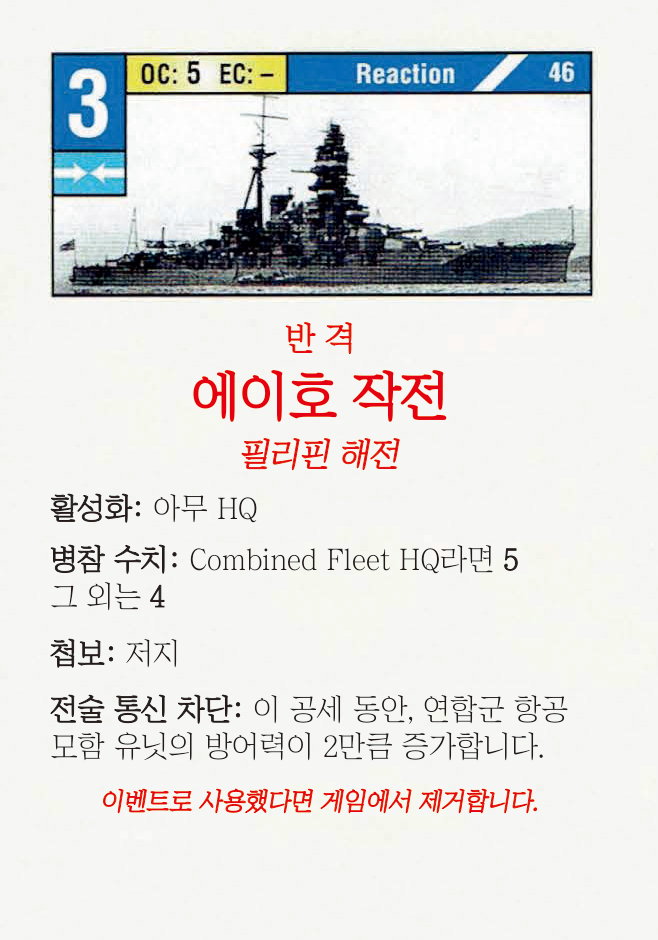 3
OC: 5 EC: –
Reaction
46
반 격
에이호 작전
필리핀 해전
활성화: 아무 HQ
병참 수치: Combined Fleet HQ라면 5
그 외는 4
첩보: 저지
전술 통신 차단: 이 공세 동안, 연합군 항공
모함 유닛의 방어력이 2만큼 증가합니다.
이벤트로 사용했다면 게임에서 제거합니다.